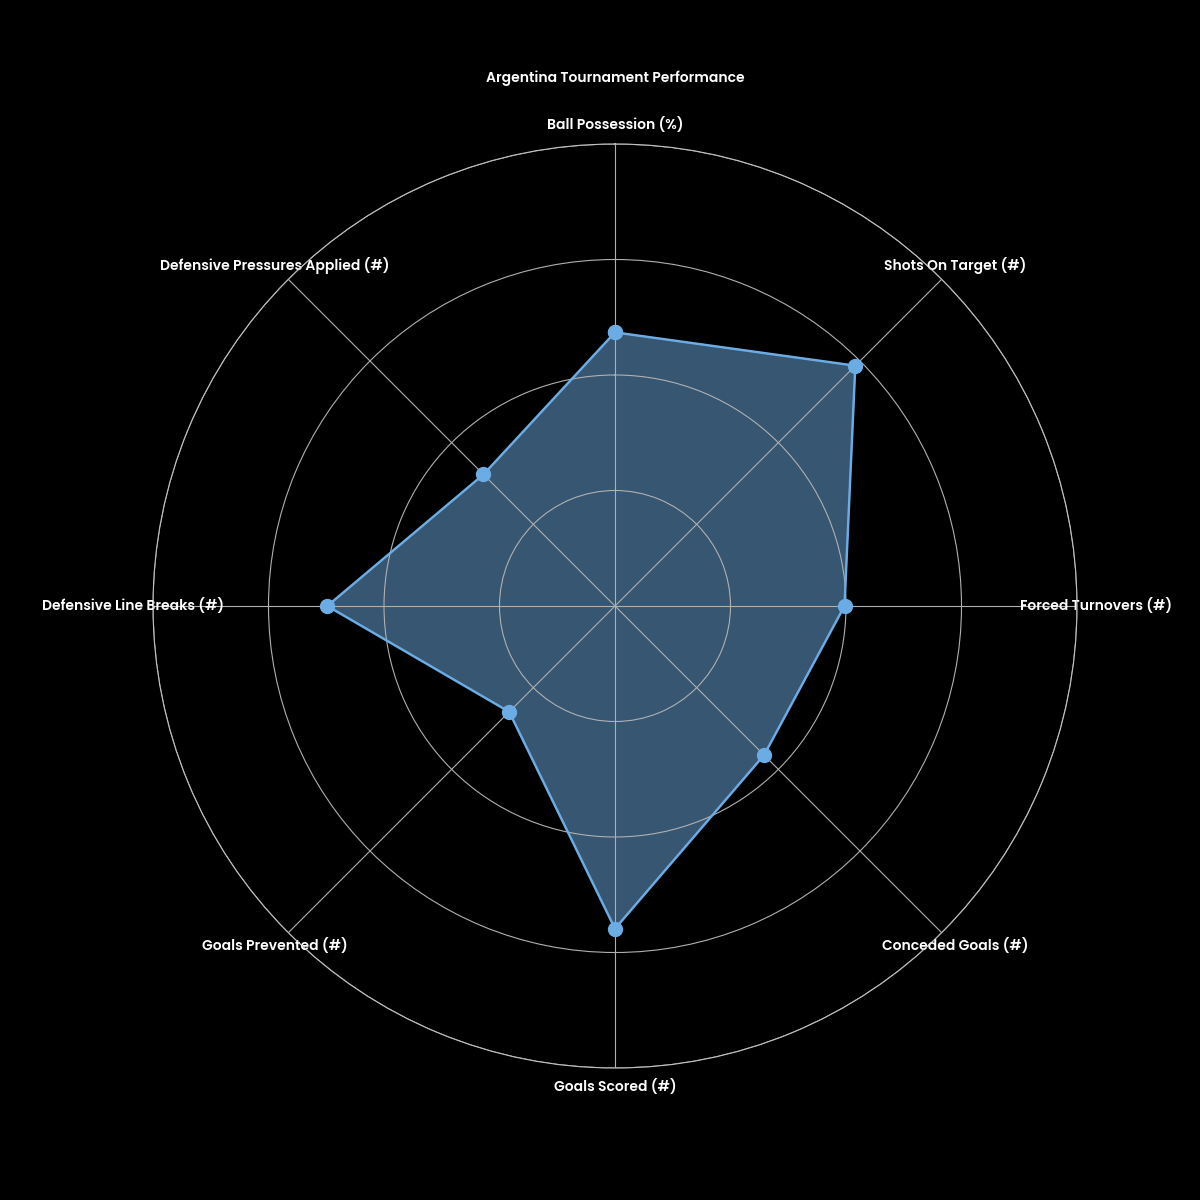 Argentina Tournament Performance
Ball Possession (%)
Defensive Pressures Applied (#)
Shots On Target (#)
Defensive Line Breaks (#)
Forced Turnovers (#)
Goals Prevented (#)
Conceded Goals (#)
Goals Scored (#)